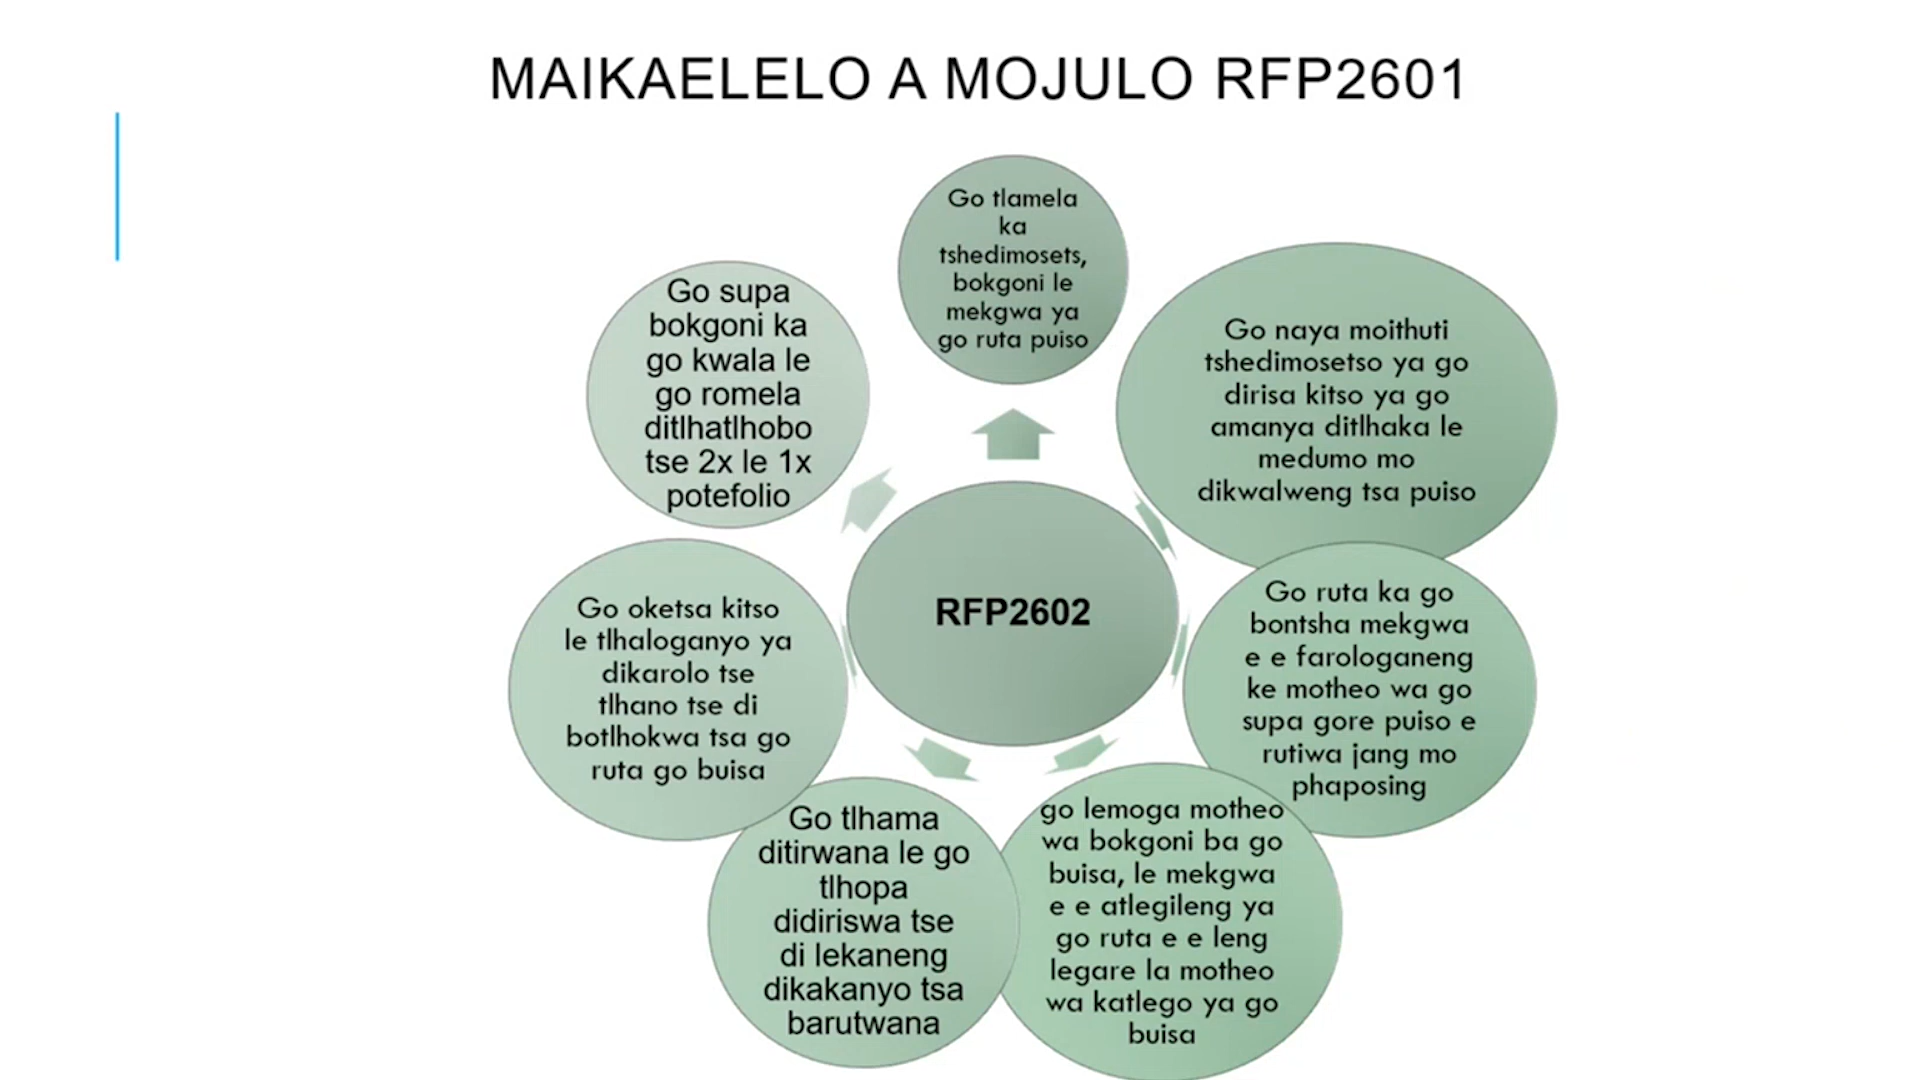 MAIKAELELO A MOJULO RFP2601
Go tlamela
ka
tshedimosets,
bokgoni le
mekgwa ya
go ruta puiso
Go naya moithuti
tshedimosetso ya go
dirisa kitso ya go
amanya ditlhaka le
medumo mo
dikwalweng tsa puiso
Go ruta ka go
bontsha mekgwa
e e farologaneng
ke motheo wa go
supa gore puiso e
rutiwa jang mo
phaposing
go lemoga motheo
wa bokgoni ba go
buisa, le mekgwa
e e atlegileng ya
go ruta e e leng
legare la motheo
wa katlego ya go
buisa
Go tlhama
ditirwana le go
tlhopa
didiriswa tse
di lekaneng
dikakanyo tsa
barutwana
Go oketsa kitso
le tlhaloganyo ya
dikarolo tse
tlhano tse di
botlhokwa tsa go
ruta go buisa
Go supa
bokgoni ka
go kwala le
go romela
ditlhatlhobo
tse 2x le 1x
potefolio
RFP2602